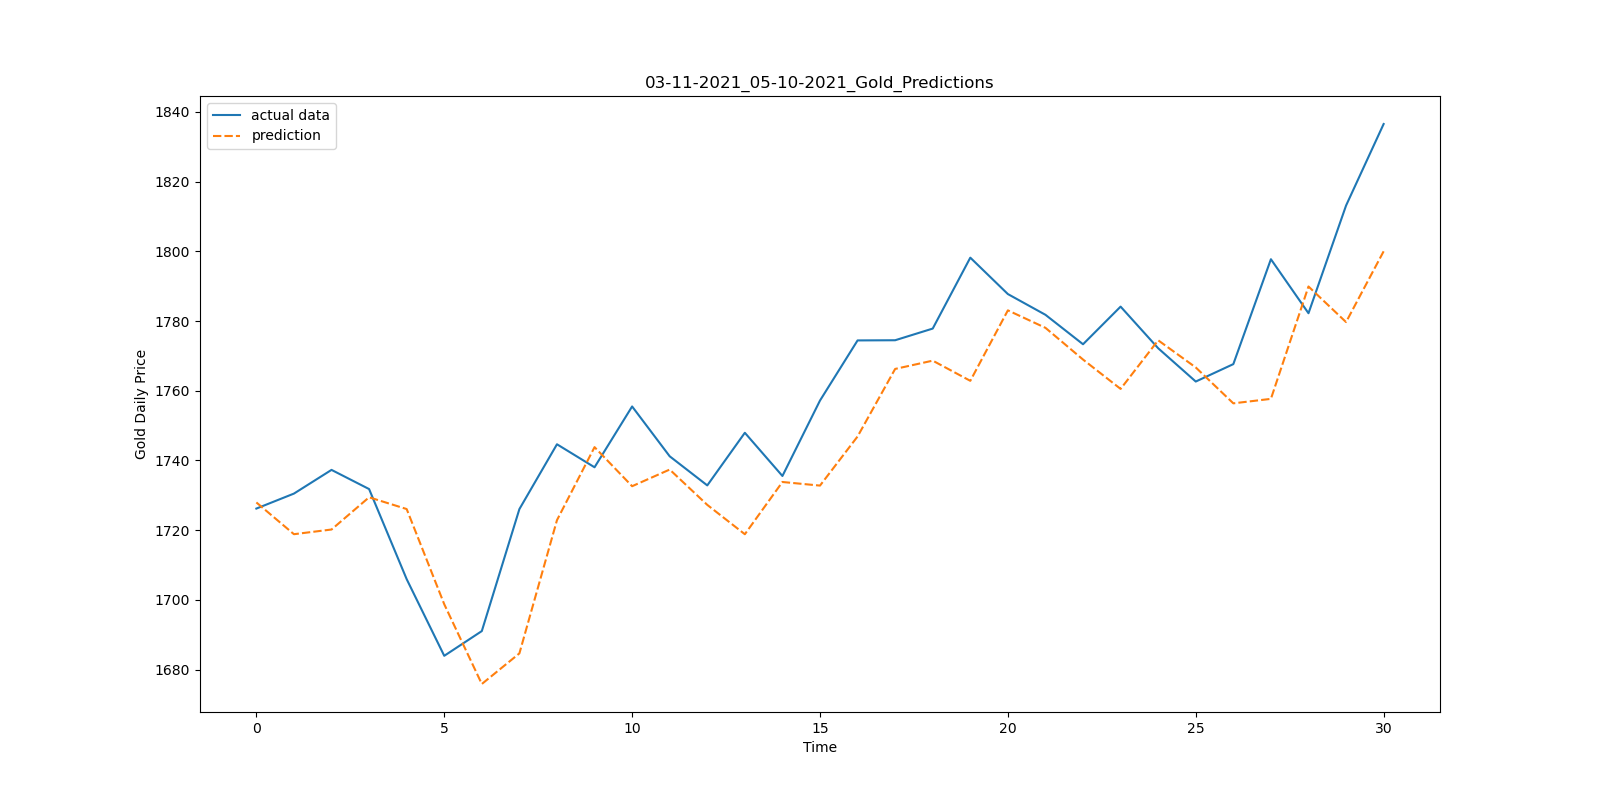 03-11-2021_05-10-2021_Gold_Predictions
actual data
prediction
1840
1820
1800
1780
1760
1740
1720
1700
1680
Gold Daily Price
0 5 10 15 20 25 30
Time